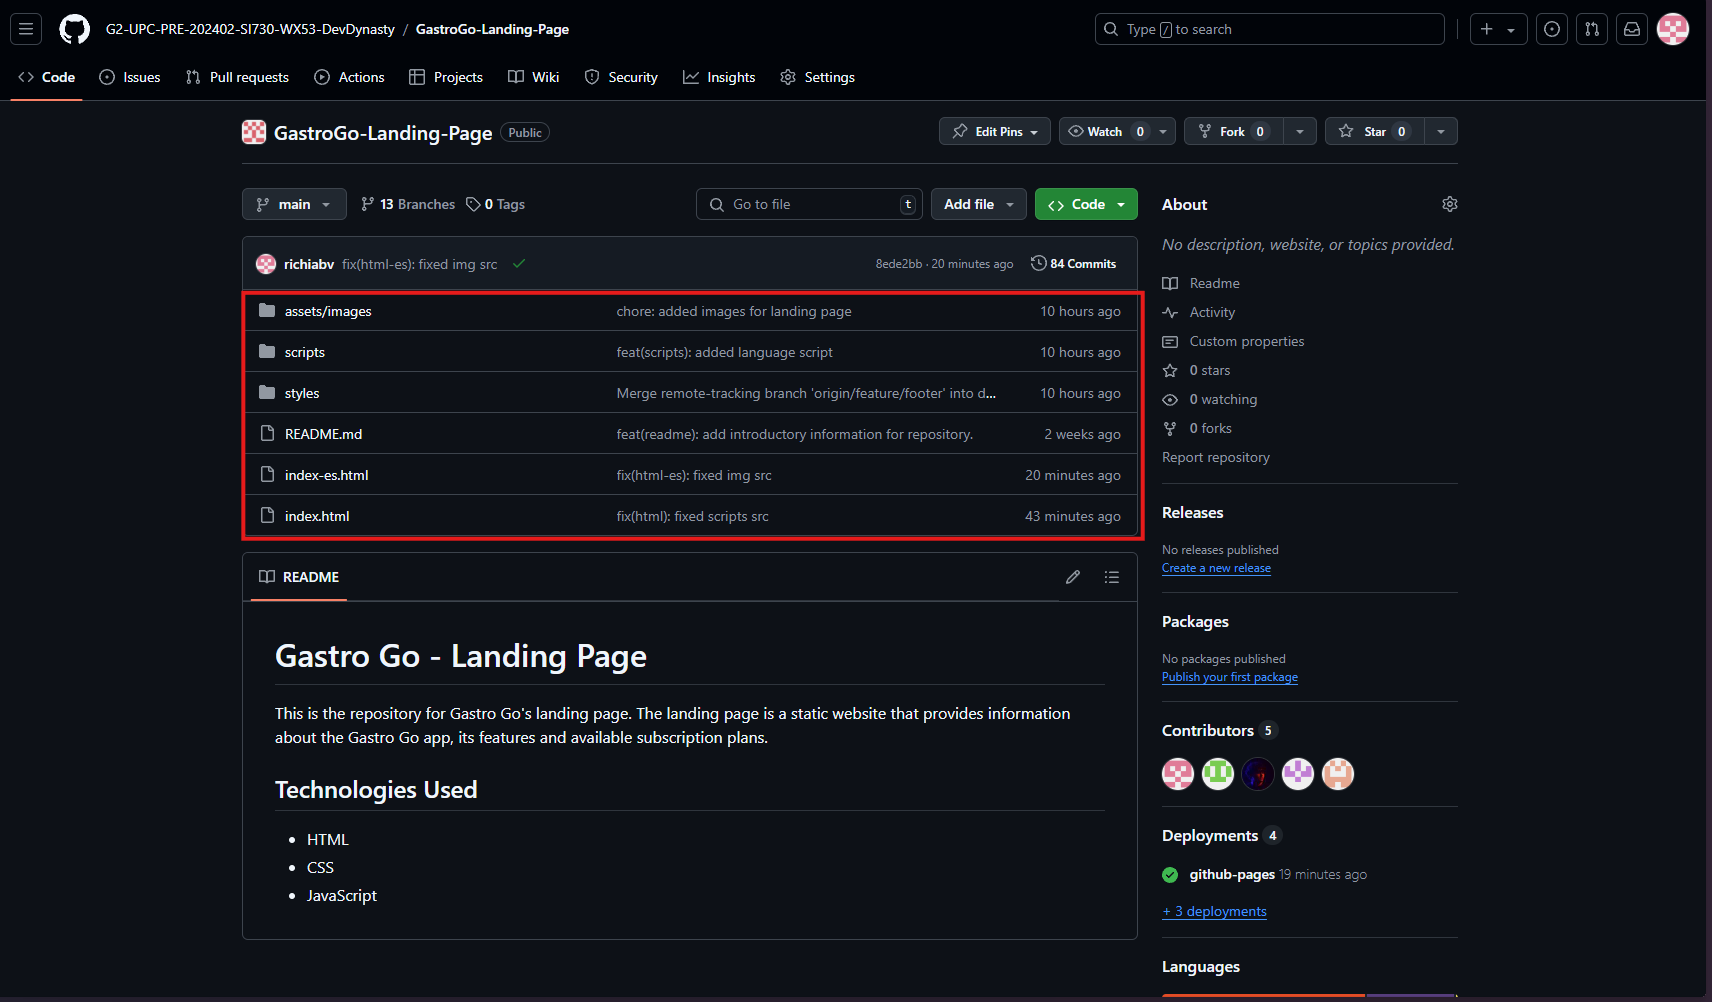 G2-UPC-PRE-202402-SI730-WX53-DevDynasty / GastroGo-Landing-Page
Type / to search
Code Issues Pull requests Actions Projects Wiki Security Insights Settings
GastroGo-Landing-Page Public
Edit Pins Watch 0 Fork 0 Star 0
main 13 Branches 0 Tags
Go to file t
Add file
Code
richiabv fix(html-es): fixed img src
8ede2bb · 20 minutes ago 84 Commits
assets/images chore: added images for landing page 10 hours ago
scripts feat(scripts): added language script 10 hours ago
styles Merge remote-tracking branch 'origin/feature/footer' into d... 10 hours ago
README.md feat(readme): add introductory information for repository. 2 weeks ago
index-es.html fix(html-es): fixed img src 20 minutes ago
index.html fix(html): fixed scripts src 43 minutes ago
README
Gastro Go - Landing Page
This is the repository for Gastro Go's landing page. The landing page is a static website that provides information
about the Gastro Go app, its features and available subscription plans.
Technologies Used
• HTML
• CSS
• JavaScript
About
No description, website, or topics provided.
Readme
Activity
Custom properties
0 stars
0 watching
0 forks
Report repository
Releases
No releases published
Create a new release
Packages
No packages published
Publish your first package
Contributors 5
Deployments 4
github-pages 19 minutes ago
+ 3 deployments
Languages